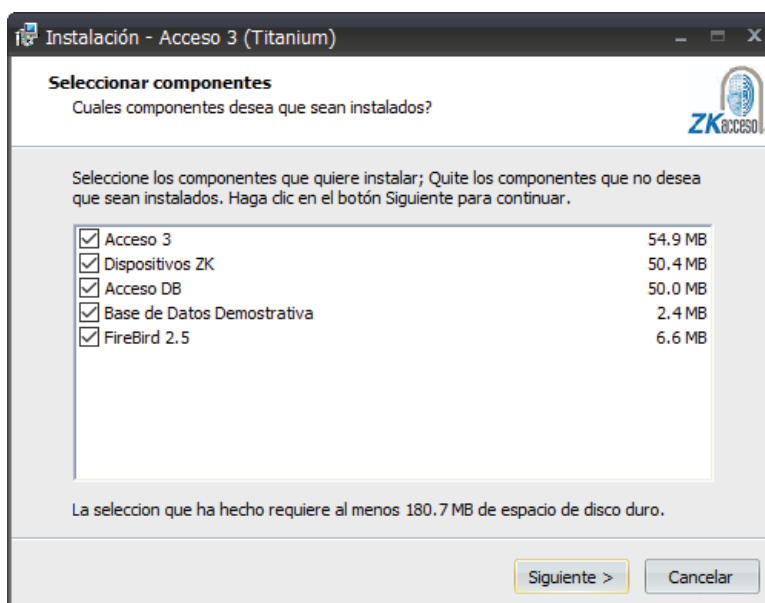 Instalación - Acceso 3 (Titanium)
Seleccionar componentes
Cuales componentes desea que sean instalados?
ZKacceso
Seleccione los componentes que quiere instalar; Quite los componentes que no desea
que sean instalados. Haga clic en el botón Siguiente para continuar.
Acceso 3 54.9 MB
Dispositivos ZK 50.4 MB
Acceso DB 50.0 MB
Base de Datos Demostrativa 2.4 MB
FireBird 2.5 6.6 MB
La seleccion que ha hecho requiere al menos 180.7 MB de espacio de disco duro.
Siguiente > Cancelar